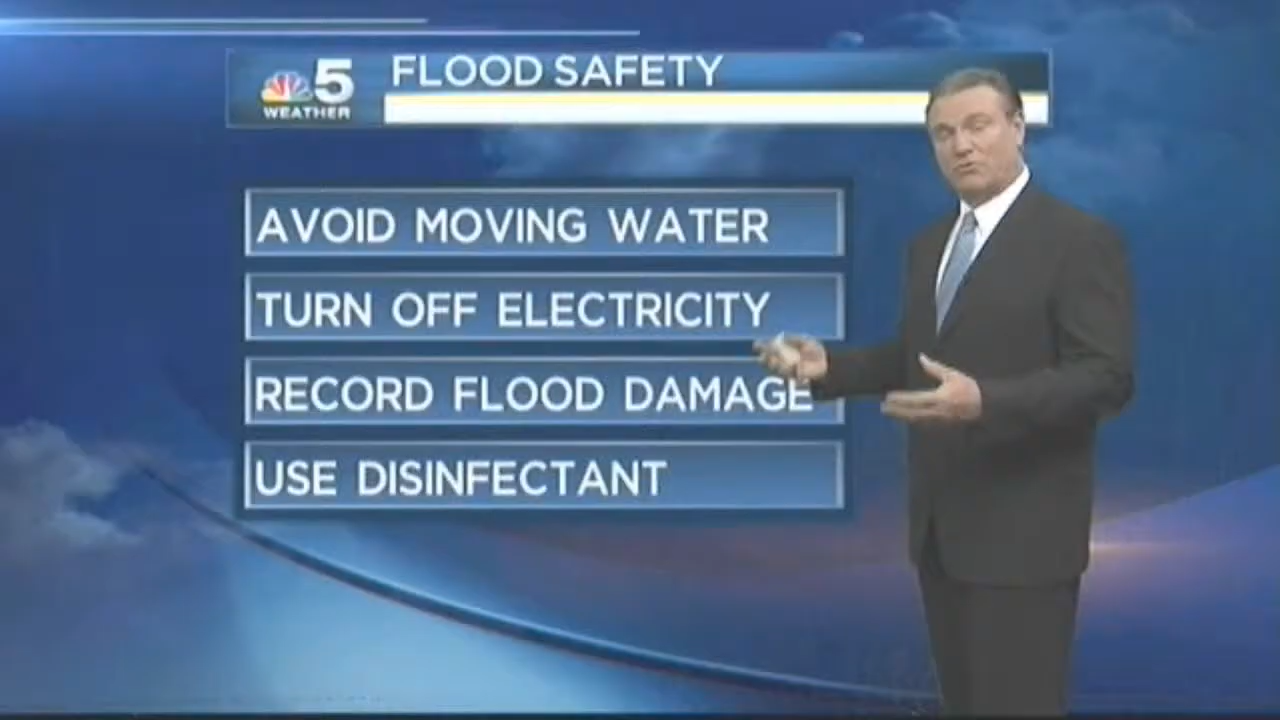 5
WEATHER
FLOOD SAFETY
AVOID MOVING WATER
TURN OFF ELECTRICITY
RECORD FLOOD DAMAGE
USE DISINFECTANT